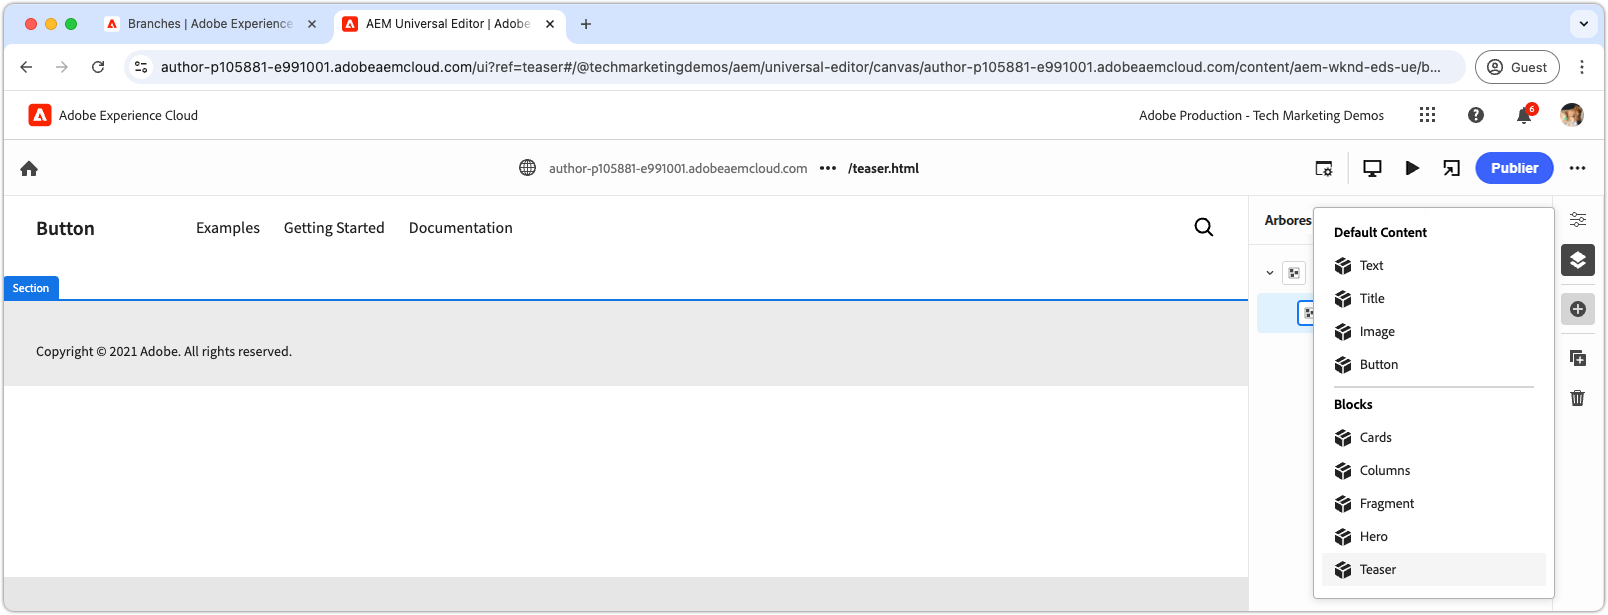 Branches | Adobe Experience
AEM Universal Editor | Adobe
author-p105881-e991001.adobeaemcloud.com/ui?ref=teaser#/@techmarketingdemos/aem/universal-editor/canvas/author-p105881-e991001.adobeaemcloud.com/content/aem-wknd-eds-ue/b...
Guest
Adobe Experience Cloud
Adobe Production - Tech Marketing Demos
6
author-p105881-e991001.adobeaemcloud.com ••• /teaser.html
Publier
Button
Examples
Getting Started
Documentation
Section
Copyright © 2021 Adobe. All rights reserved.
Arbores
Default Content
Text
Title
Image
Button
Blocks
Cards
Columns
Fragment
Hero
Teaser